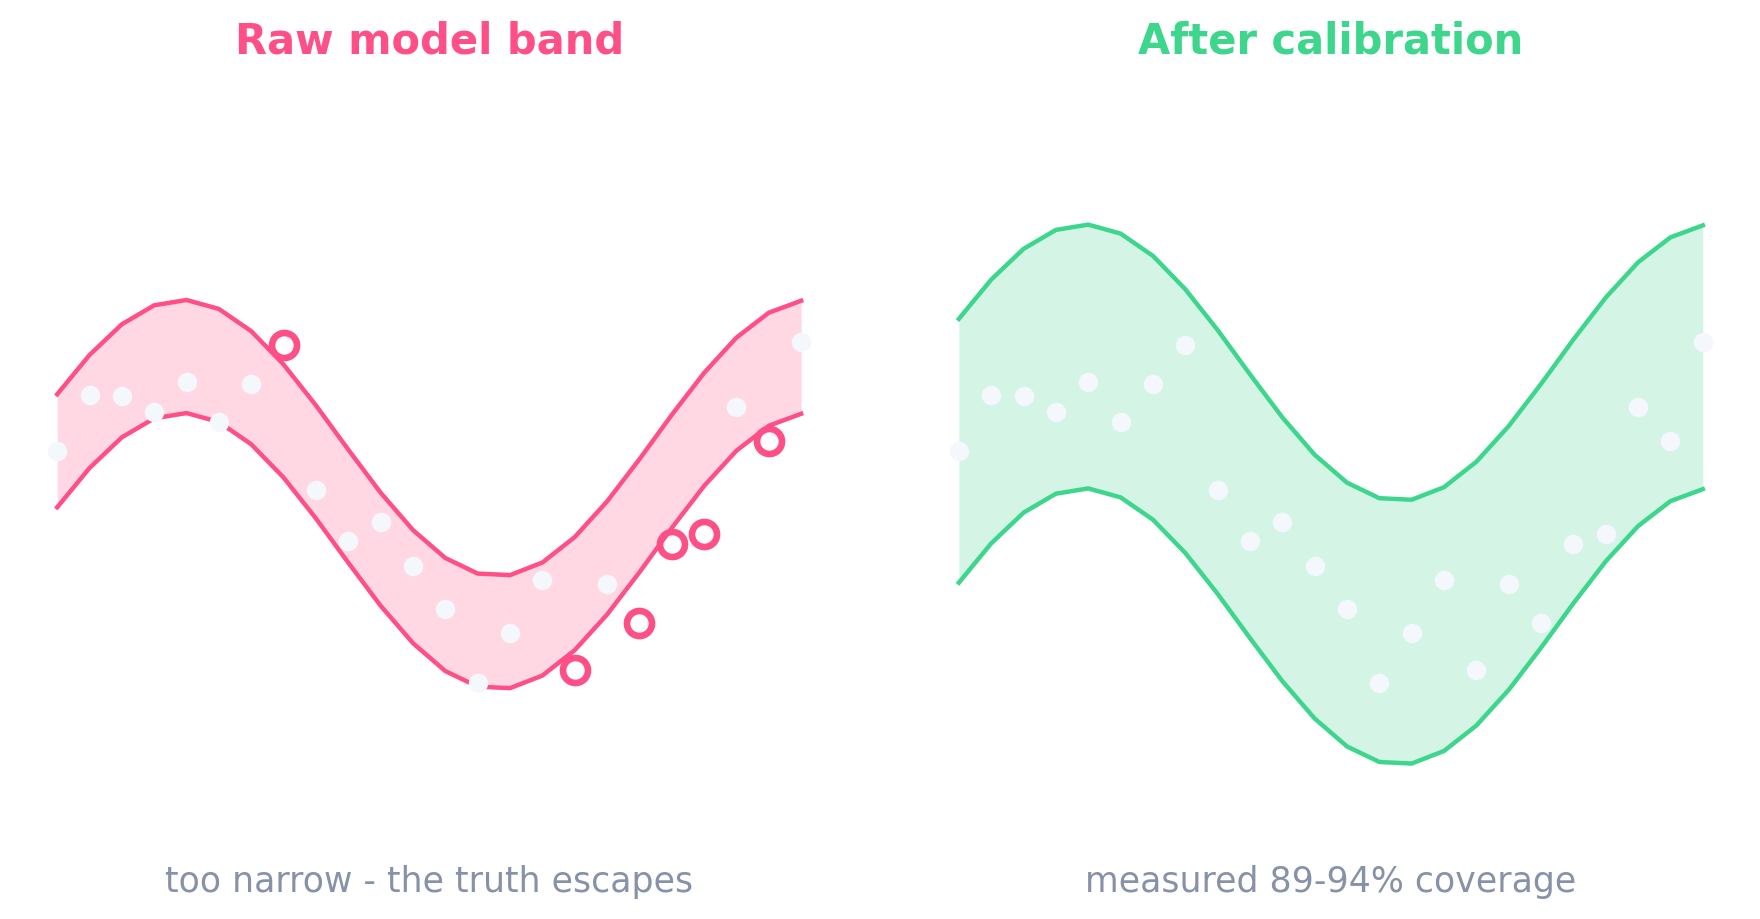 Raw model band
After calibration
too narrow - the truth escapes
measured 89-94% coverage